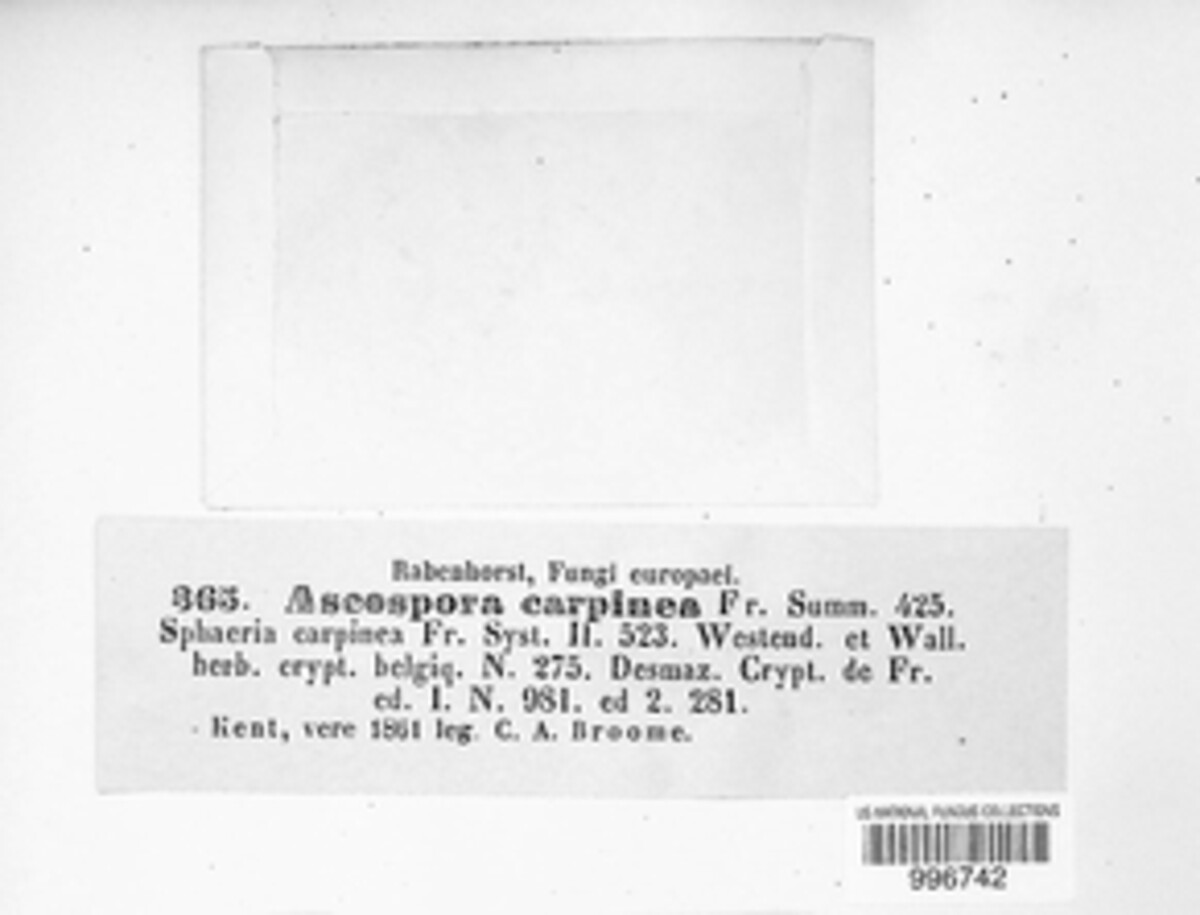 Rabenhorst, Fungi europaei.
365. Ascospora carpinea Fr. Summ. 425.
Sphaeria carpinea Fr. Syst. II. 523. Westend. et Wall.
herb. crypt. belgiq. N. 275. Desmaz. Crypt. de Fr.
ed. I. N. 981. ed 2. 281.
Kent, vere 1861 leg. C. A. Broome.
US NATIONAL FUNGUS COLLECTIONS
996742